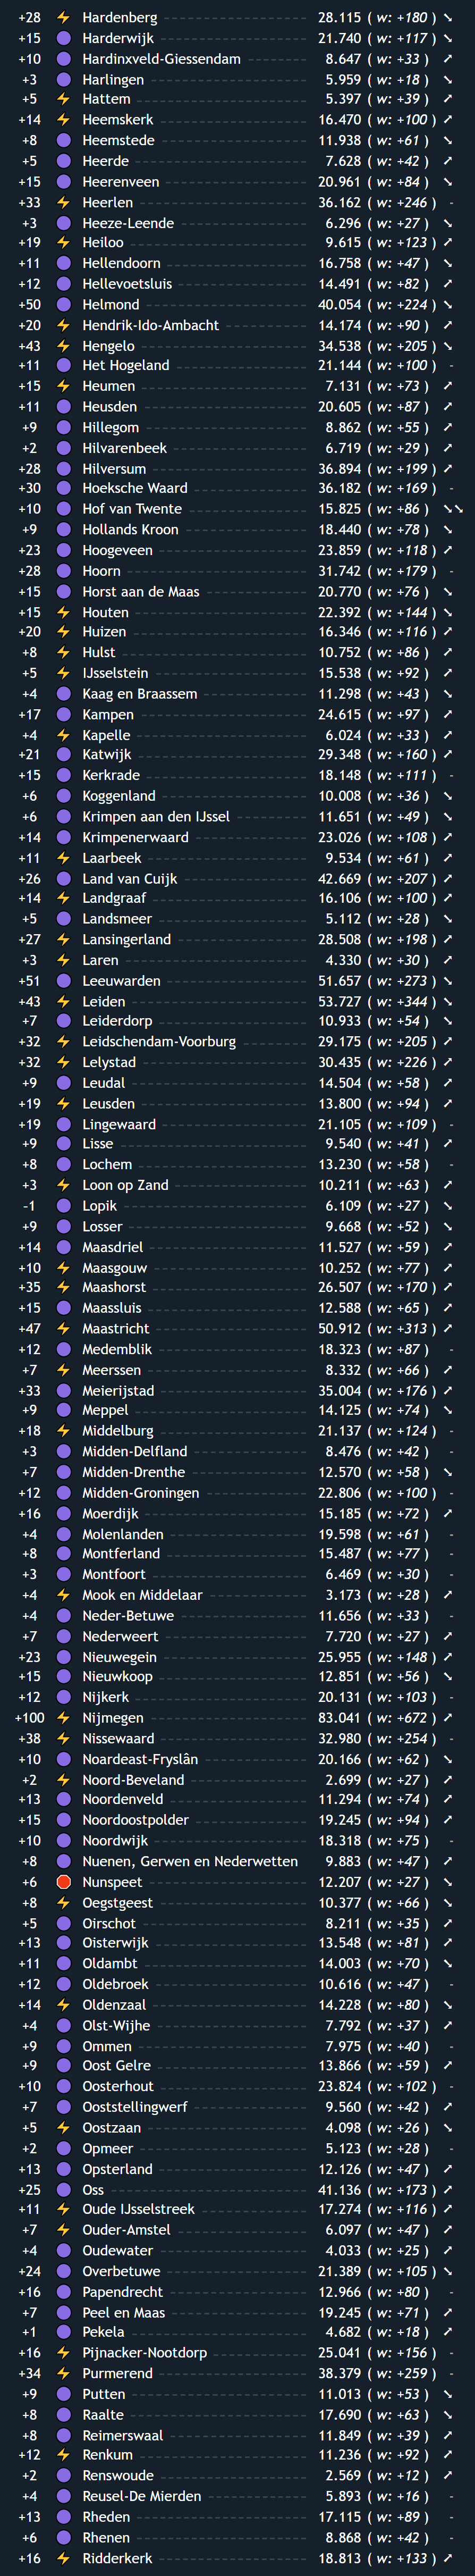 +28 ⚡ Hardenberg 28.115 ( w: +180 ) ↘
+15 Harderwijk 21.740 ( w: +117 ) ↘
+10 Hardinxveld-Giessendam 8.647 ( w: +33 ) ↗
+3 Harlingen 5.959 ( w: +18 ) ↘
+5 ⚡ Hattem 5.397 ( w: +39 ) ↗
+14 ⚡ Heemskerk 16.470 ( w: +100 ) ↗
+8 Heemstede 11.938 ( w: +61 ) ↘
+5 Heerde 7.628 ( w: +42 ) ↗
+15 Heerenveen 20.961 ( w: +84 ) ↘
+33 ⚡ Heerlen 36.162 ( w: +246 ) -
+3 Heeze-Leende 6.296 ( w: +27 ) ↘
+19 ⚡ Heiloo 9.615 ( w: +123 ) ↗
+11 Hellendoorn 16.758 ( w: +47 ) ↘
+12 Hellevoetsluis 14.491 ( w: +82 ) ↗
+50 Helmond 40.054 ( w: +224 ) ↘
+20 ⚡ Hendrik-Ido-Ambacht 14.174 ( w: +90 ) ↗
+43 ⚡ Hengelo 34.538 ( w: +205 ) ↘
+11 Het Hogeland 21.144 ( w: +100 ) -
+15 ⚡ Heumen 7.131 ( w: +73 ) ↗
+11 Heusden 20.605 ( w: +87 ) ↗
+9 Hillegom 8.862 ( w: +55 ) ↗
+2 Hilvarenbeek 6.719 ( w: +29 ) ↗
+28 Hilversum 36.894 ( w: +199 ) ↗
+30 Hoeksche Waard 36.182 ( w: +169 ) -
+10 Hof van Twente 15.825 ( w: +86 ) ↘↘
+9 Hollands Kroon 18.440 ( w: +78 ) ↘
+23 Hoogeveen 23.859 ( w: +118 ) ↗
+28 Hoorn 31.742 ( w: +179 ) -
+15 Horst aan de Maas 20.770 ( w: +76 ) ↘
+15 ⚡ Houten 22.392 ( w: +144 ) ↘
+20 ⚡ Huizen 16.346 ( w: +116 ) ↗
+8 ⚡ Hulst 10.752 ( w: +86 ) ↗
+5 ⚡ IJsselstein 15.538 ( w: +92 ) ↗
+4 Kaag en Braassem 11.298 ( w: +43 ) ↘
+17 Kampen 24.615 ( w: +97 ) ↗
+4 ⚡ Kapelle 6.024 ( w: +33 ) ↗
+21 Katwijk 29.348 ( w: +160 ) ↗
+15 Kerkrade 18.148 ( w: +111 ) -
+6 Koggenland 10.008 ( w: +36 ) ↘
+6 Krimpen aan den IJssel 11.651 ( w: +49 ) ↘
+14 Krimpenerwaard 23.026 ( w: +108 ) ↗
+11 ⚡ Laarbeek 9.534 ( w: +61 ) ↗
+26 Land van Cuijk 42.669 ( w: +207 ) ↗
+14 ⚡ Landgraaf 16.106 ( w: +100 ) ↗
+5 Landsmeer 5.112 ( w: +28 ) ↘
+27 ⚡ Lansingerland 28.508 ( w: +198 ) ↗
+3 ⚡ Laren 4.330 ( w: +30 ) ↗
+51 Leeuwarden 51.657 ( w: +273 ) ↘
+43 ⚡ Leiden 53.727 ( w: +344 ) ↘
+7 Leiderdorp 10.933 ( w: +54 ) ↘
+32 ⚡ Leidschendam-Voorburg 29.175 ( w: +205 ) ↗
+32 ⚡ Lelystad 30.435 ( w: +226 ) ↗
+9 Leudal 14.504 ( w: +58 ) ↗
+19 ⚡ Leusden 13.800 ( w: +94 ) ↗
+19 Lingewaard 21.105 ( w: +109 ) -
+9 Lisse 9.540 ( w: +41 ) ↗
+8 Lochem 13.230 ( w: +58 ) -
+3 ⚡ Loon op Zand 10.211 ( w: +63 ) ↗
-1 Lopik 6.109 ( w: +27 ) ↘
+9 Losser 9.668 ( w: +52 ) ↘
+14 Maasdriel 11.527 ( w: +59 ) ↗
+10 ⚡ Maasgouw 10.252 ( w: +77 ) ↗
+35 ⚡ Maashorst 26.507 ( w: +170 ) ↗
+15 Maassluis 12.588 ( w: +65 ) ↗
+47 ⚡ Maastricht 50.912 ( w: +313 ) ↗
+12 Medemblik 18.323 ( w: +87 ) -
+7 ⚡ Meerssen 8.332 ( w: +66 ) ↗
+33 Meierijstad 35.004 ( w: +176 ) ↗
+9 Meppel 14.125 ( w: +74 ) ↘
+18 ⚡ Middelburg 21.137 ( w: +124 ) -
+3 Midden-Delfland 8.476 ( w: +42 ) -
+7 Midden-Drenthe 12.570 ( w: +58 ) ↘
+12 Midden-Groningen 22.806 ( w: +100 ) -
+16 Moerdijk 15.185 ( w: +72 ) ↗
+4 Molenlanden 19.598 ( w: +61 ) -
+8 Montferland 15.487 ( w: +77 ) -
+3 Montfoort 6.469 ( w: +30 ) -
+4 ⚡ Mook en Middelaar 3.173 ( w: +28 ) ↗
+4 Neder-Betuwe 11.656 ( w: +33 ) -
+7 Nederweert 7.720 ( w: +27 ) ↗
+23 Nieuwegein 25.955 ( w: +148 ) ↗
+15 Nieuwkoop 12.851 ( w: +56 ) ↘
+12 Nijkerk 20.131 ( w: +103 ) -
+100 ⚡ Nijmegen 83.041 ( w: +672 ) ↗
+38 ⚡ Nissewaard 32.980 ( w: +254 ) -
+10 Noardeast-Fryslân 20.166 ( w: +62 ) ↘
+2 ⚡ Noord-Beveland 2.699 ( w: +27 ) ↗
+13 Noordenveld 11.294 ( w: +74 ) ↗
+15 Noordoostpolder 19.245 ( w: +94 ) ↗
+10 Noordwijk 18.318 ( w: +75 ) -
+8 Nuenen, Gerwen en Nederwetten 9.883 ( w: +47 ) ↗
+6 Nunspeet 12.207 ( w: +27 ) ↘
+8 ⚡ Oegstgeest 10.377 ( w: +66 ) ↘
+5 Oirschot 8.211 ( w: +35 ) ↗
+13 Oisterwijk 13.548 ( w: +81 ) ↗
+11 Oldambt 14.003 ( w: +70 ) ↘
+12 Oldebroek 10.616 ( w: +47 ) -
+14 ⚡ Oldenzaal 14.228 ( w: +80 ) ↘
+4 Olst-Wijhe 7.792 ( w: +37 ) ↗
+9 Ommen 7.975 ( w: +40 ) -
+9 Oost Gelre 13.866 ( w: +59 ) ↗
+10 Oosterhout 23.824 ( w: +102 ) -
+7 Ooststellingwerf 9.560 ( w: +42 ) ↗
+5 ⚡ Oostzaan 4.098 ( w: +26 ) ↘
+2 Opmeer 5.123 ( w: +28 ) -
+13 Opsterland 12.126 ( w: +47 ) ↗
+25 Oss 41.136 ( w: +173 ) ↗
+11 ⚡ Oude IJsselstreek 17.274 ( w: +116 ) ↗
+7 ⚡ Ouder-Amstel 6.097 ( w: +47 ) ↗
+4 Oudewater 4.033 ( w: +25 ) ↗
+24 Overbetuwe 21.389 ( w: +105 ) ↘
+16 Papendrecht 12.966 ( w: +80 ) -
+7 Peel en Maas 19.245 ( w: +71 ) ↗
+1 Pekela 4.682 ( w: +18 ) ↗
+16 ⚡ Pijnacker-Nootdorp 25.041 ( w: +156 ) -
+34 ⚡ Purmerend 38.379 ( w: +259 ) -
+9 Putten 11.013 ( w: +53 ) ↘
+8 Raalte 17.690 ( w: +63 ) ↘
+8 Reimerswaal 11.849 ( w: +39 ) ↗
+12 ⚡ Renkum 11.236 ( w: +92 ) ↗
+2 Renswoude 2.569 ( w: +12 ) ↗
+4 Reusel-De Mierden 5.893 ( w: +16 ) -
+13 Rheden 17.115 ( w: +89 ) -
+6 Rhenen 8.868 ( w: +42 ) -
+16 ⚡ Ridderkerk 18.813 ( w: +133 ) ↗